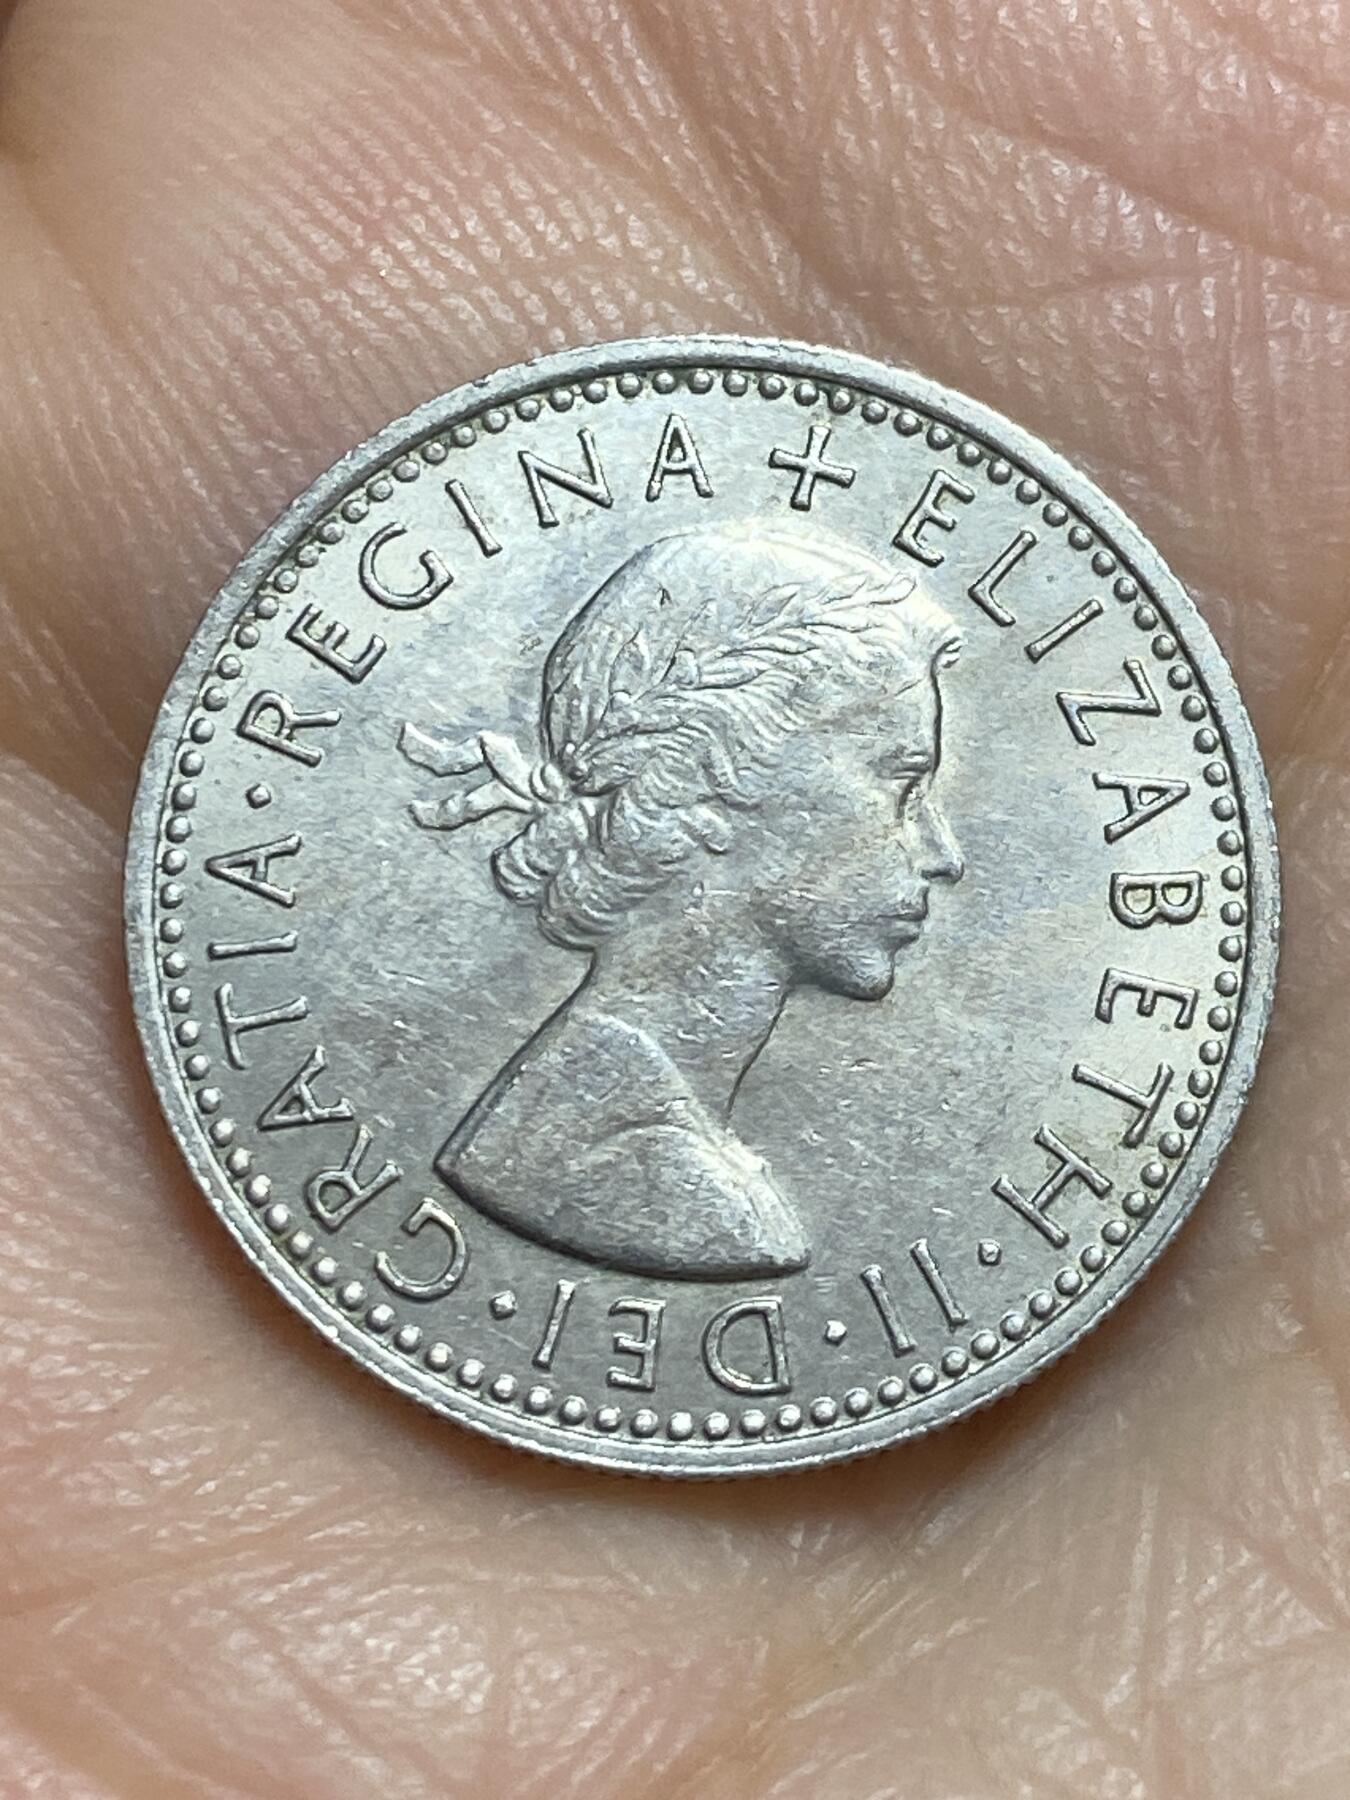 + ELIZABETH · II · DEI · GRATIA · REGINA